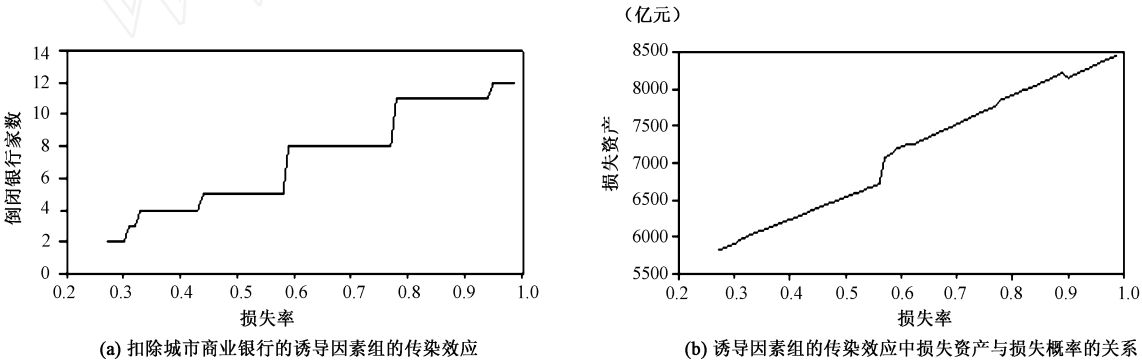 （亿元）
14
12
10
8
6
4
2
0
倒闭银行家数
0.2 0.3 0.4 0.5 0.6 0.7 0.8 0.9 1.0
损失率
(a) 扣除城市商业银行的诱导因素组的传染效应
8500
8000
7500
7000
6500
6000
5500
损失资产
0.2 0.3 0.4 0.5 0.6 0.7 0.8 0.9 1.0
损失率
(b) 诱导因素组的传染效应中损失资产与损失概率的关系